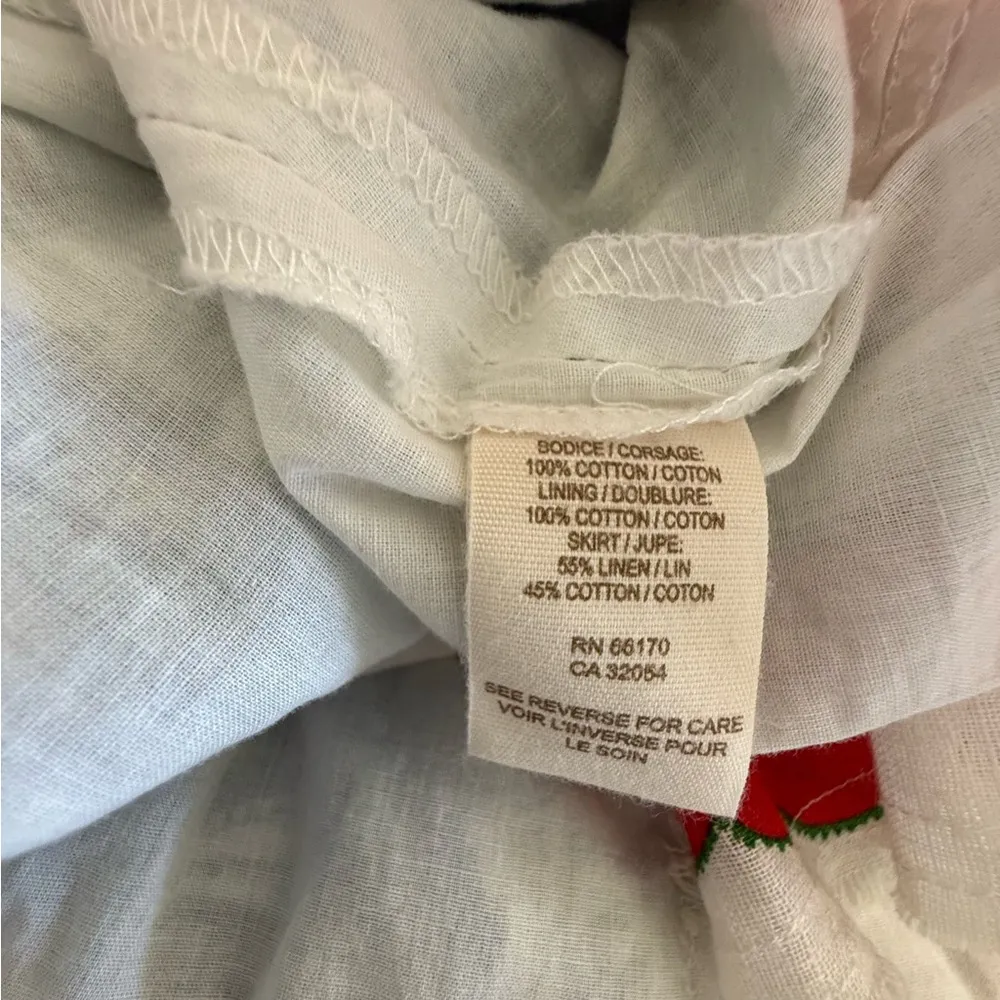 BODICE / CORSAGE:
100% COTTON / COTON
LINING / DOUBLURE:
100% COTTON / COTON
SKIRT / JUPE:
55% LINEN / LIN
45% COTTON / COTON
RN 66170
CA 32054
SEE REVERSE FOR CARE
VOIR L'INVERSE POUR
LE SOIN